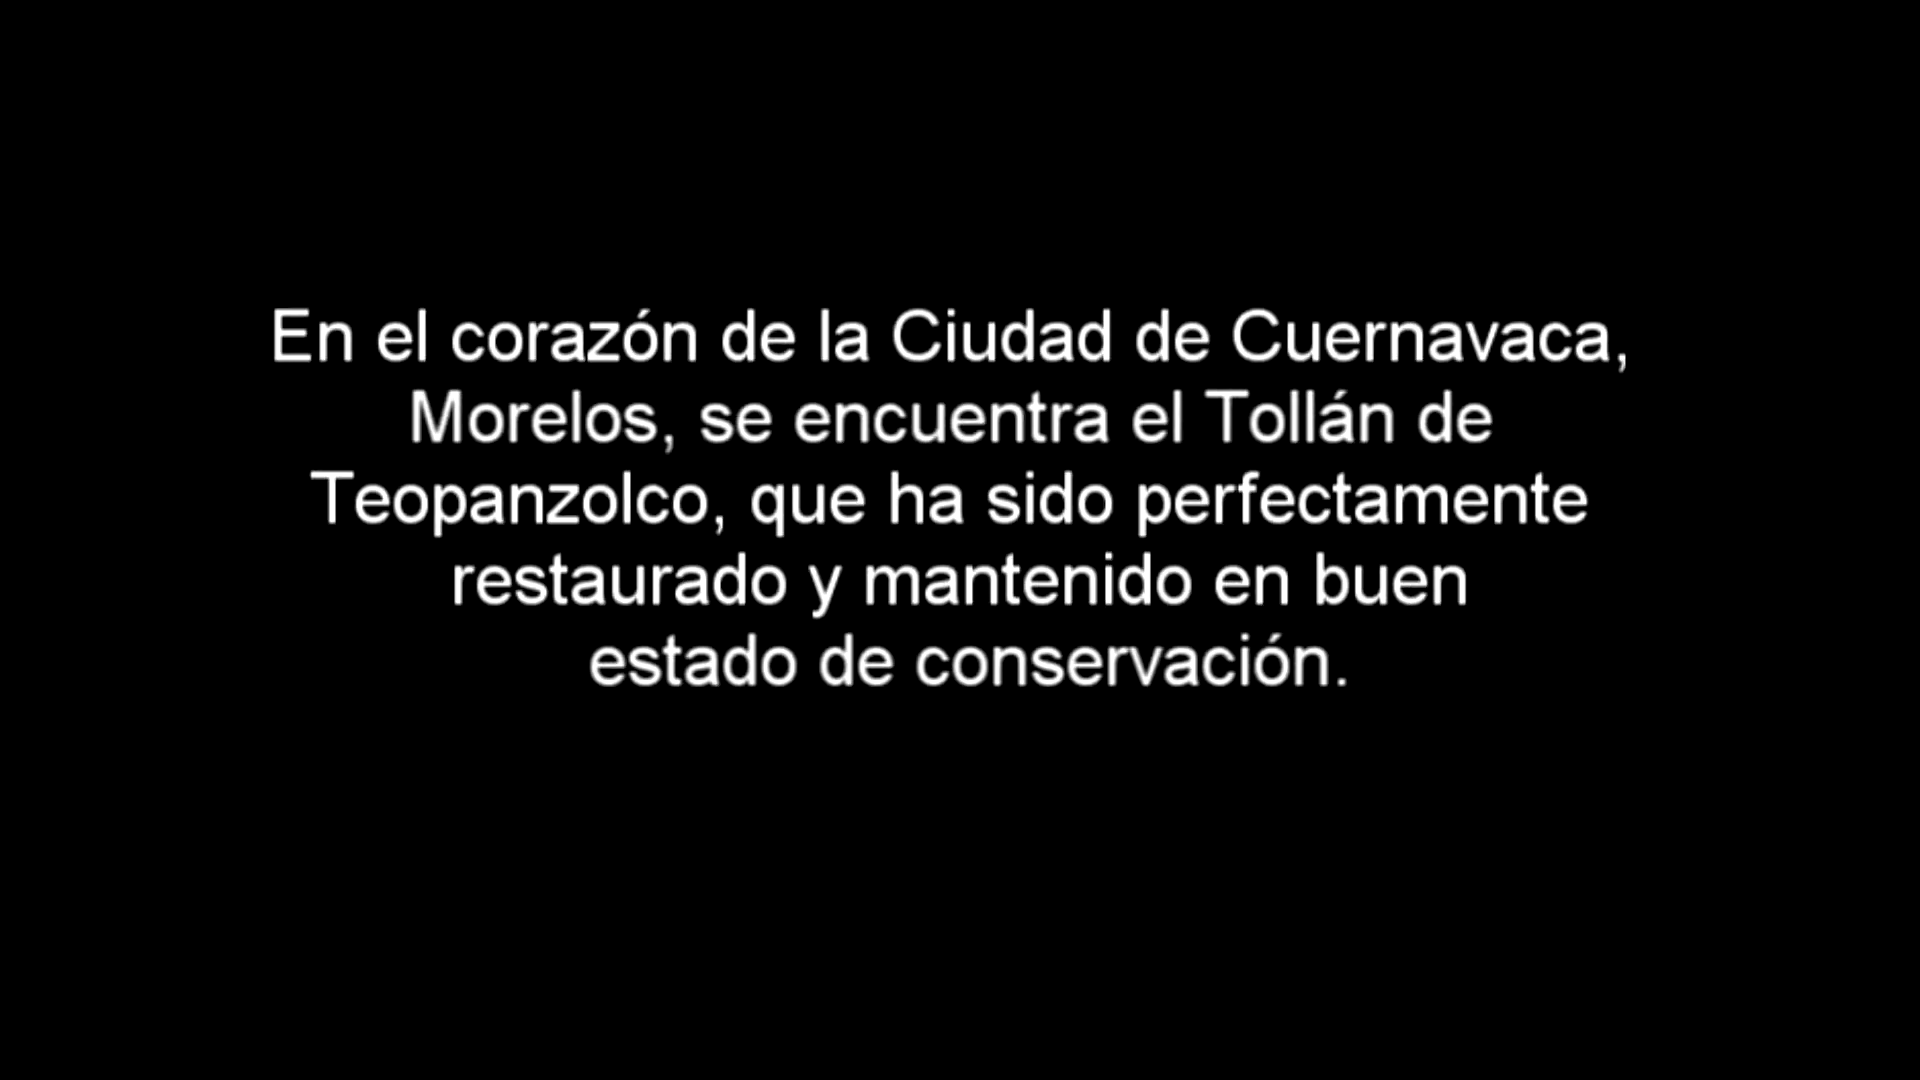 En el corazón de la Ciudad de Cuernavaca,
Morelos, se encuentra el Tollán de
Teopanzolco, que ha sido perfectamente
restaurado y mantenido en buen
estado de conservación.